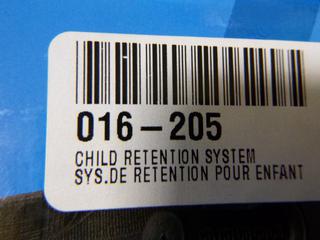 016-205
CHILD RETENTION SYSTEM
SYS.DE RETENTION POUR ENFANT